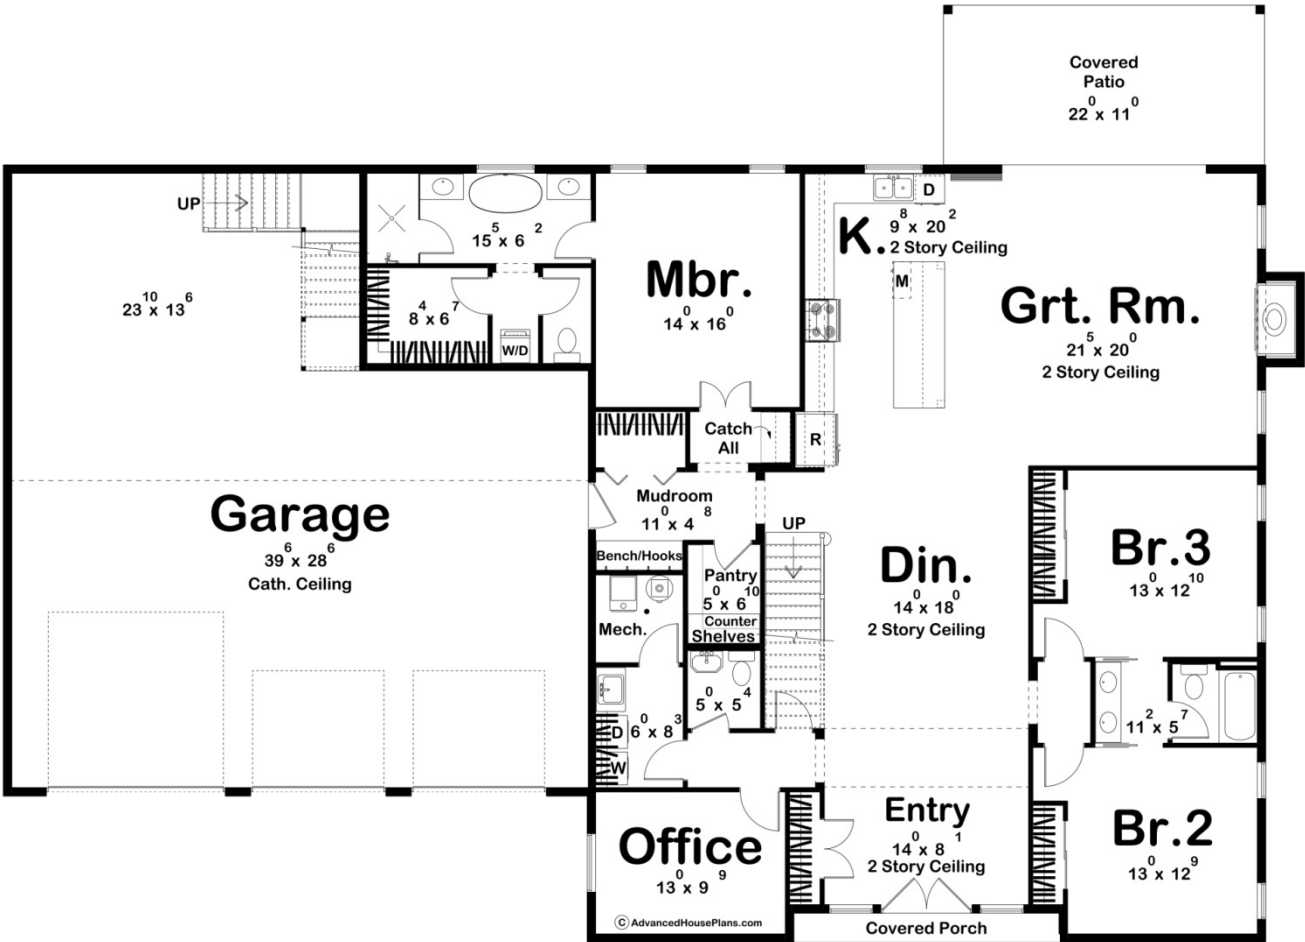 Covered
Patio
22⁰ x 11⁰
UP
23¹⁰ x 13⁶
15⁵ x 6²
8⁴ x 6⁷
W/D
Mbr.
14⁰ x 16⁰
D
K.
9⁸ x 20²
2 Story Ceiling
M
Grt. Rm.
21⁵ x 20⁰
2 Story Ceiling
Catch
All
R
Garage
39⁶ x 28⁶
Cath. Ceiling
Mudroom
11⁰ x 4⁸
Bench/Hooks
UP
Pantry
5⁰ x 6¹⁰
Counter
Shelves
Mech.
Din.
14⁰ x 18⁰
2 Story Ceiling
Br.3
13⁰ x 12¹⁰
5⁰ x 5⁴
D
6⁰ x 8³
W
11² x 5⁷
Office
13⁰ x 9⁹
© AdvancedHousePlans.com
Entry
14⁰ x 8¹
2 Story Ceiling
Br.2
13⁰ x 12⁹
Covered Porch